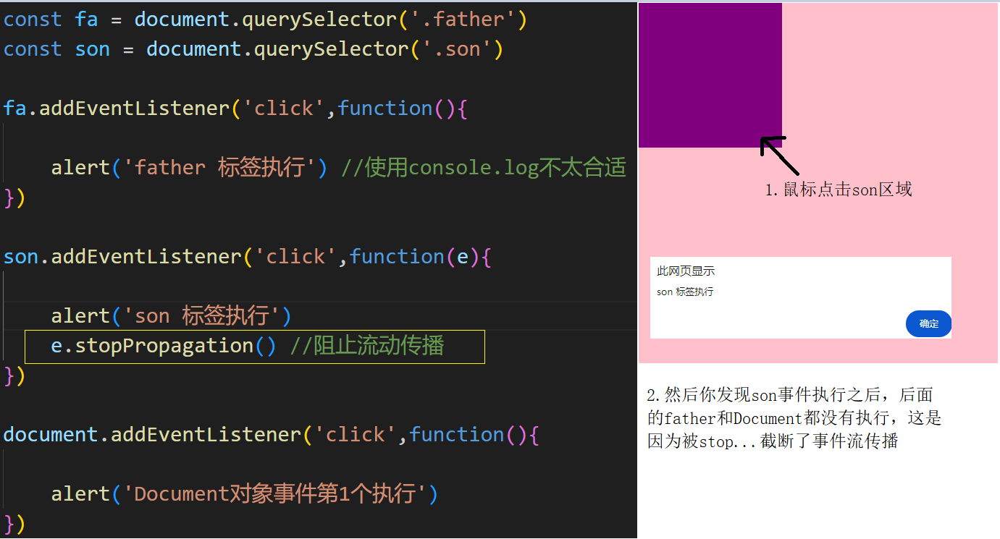 const fa = document.querySelector('.father')
const son = document.querySelector('.son')
fa.addEventListener('click',function(){
alert('father 标签执行') //使用console.log不太合适
})
son.addEventListener('click',function(e){
alert('son 标签执行')
e.stopPropagation() //阻止流动传播
})
document.addEventListener('click',function(){
alert('Document对象事件第1个执行')
})
1.鼠标点击son区域
此网页显示
son 标签执行
确定
2.然后你发现son事件执行之后，后面
的father和Document都没有执行，这是
因为被stop...截断了事件流传播